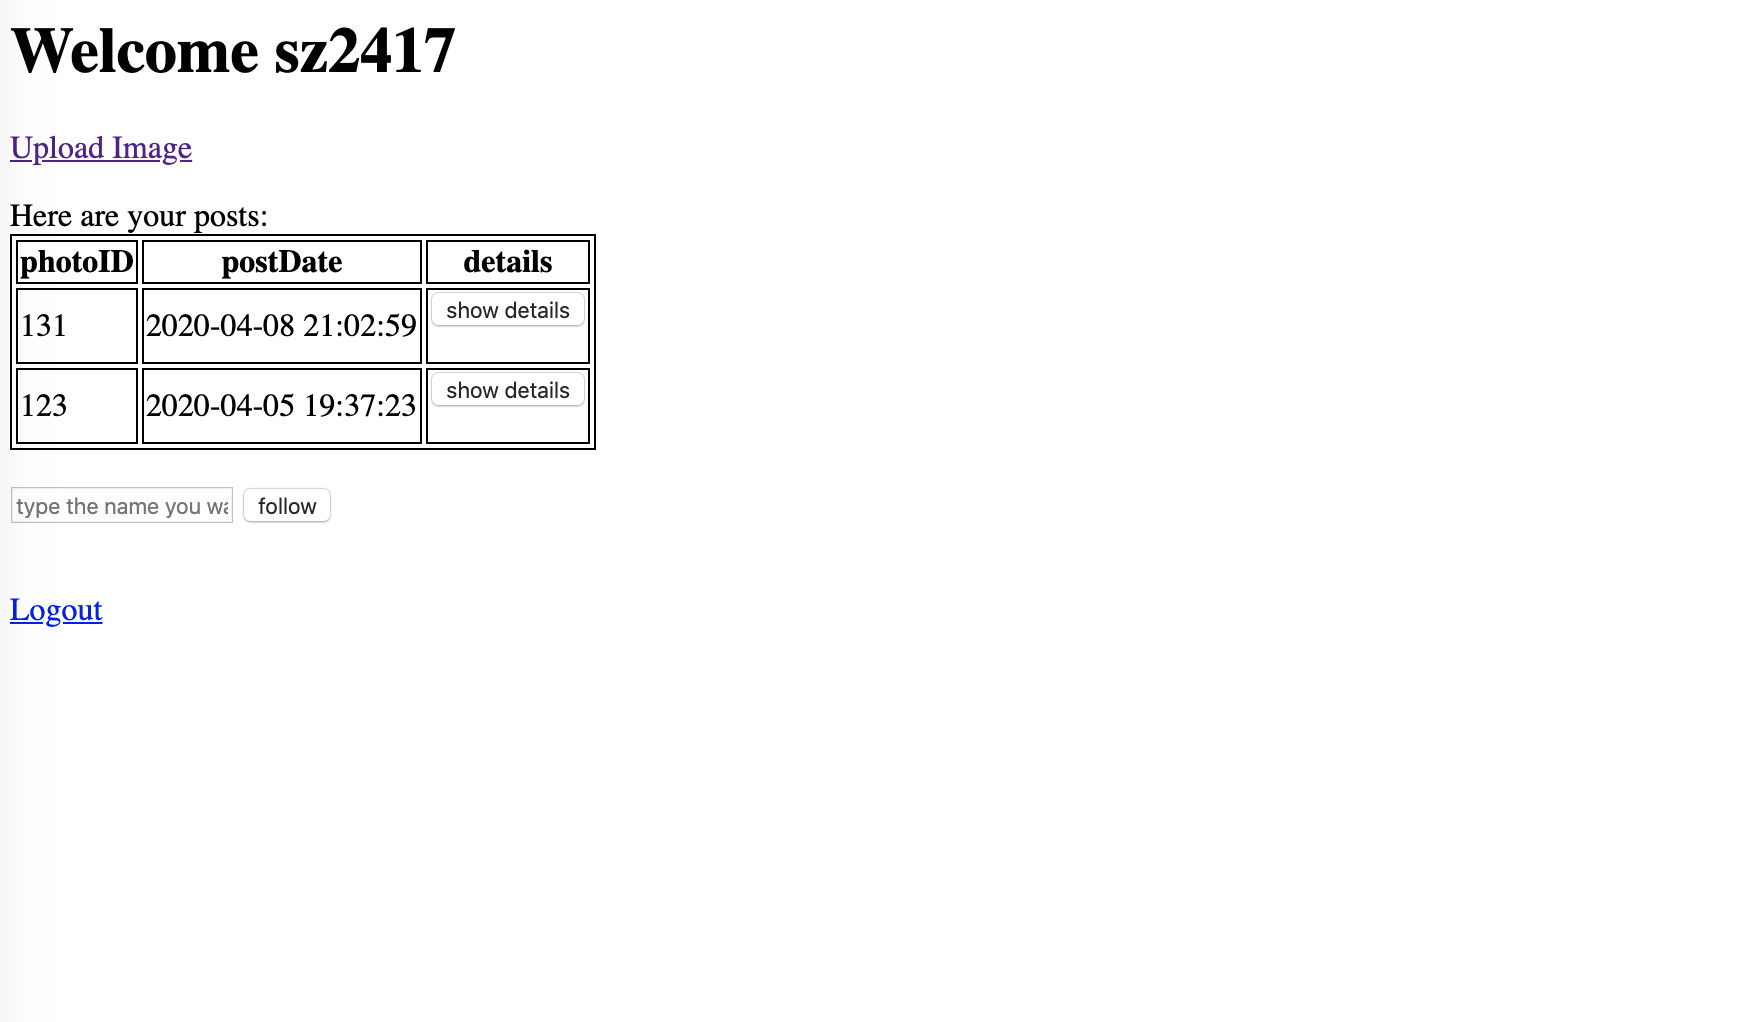 Welcome sz2417
Upload Image
Here are your posts:
photoID postDate details
131 2020-04-08 21:02:59 show details
123 2020-04-05 19:37:23 show details
type the name you wa follow
Logout